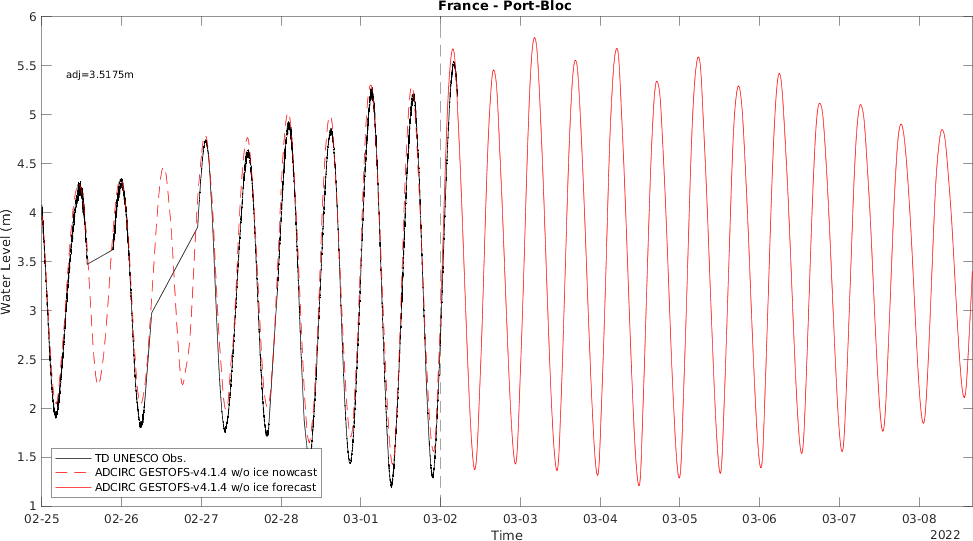 France - Port-Bloc
adj=3.5175m
Water Level (m)
6
5.5
5
4.5
4
3.5
3
2.5
2
1.5
1
TD UNESCO Obs.
ADCIRC GESTOFS-v4.1.4 w/o ice nowcast
ADCIRC GESTOFS-v4.1.4 w/o ice forecast
02-25 02-26 02-27 02-28 03-01 03-02 03-03 03-04 03-05 03-06 03-07 03-08
Time
2022